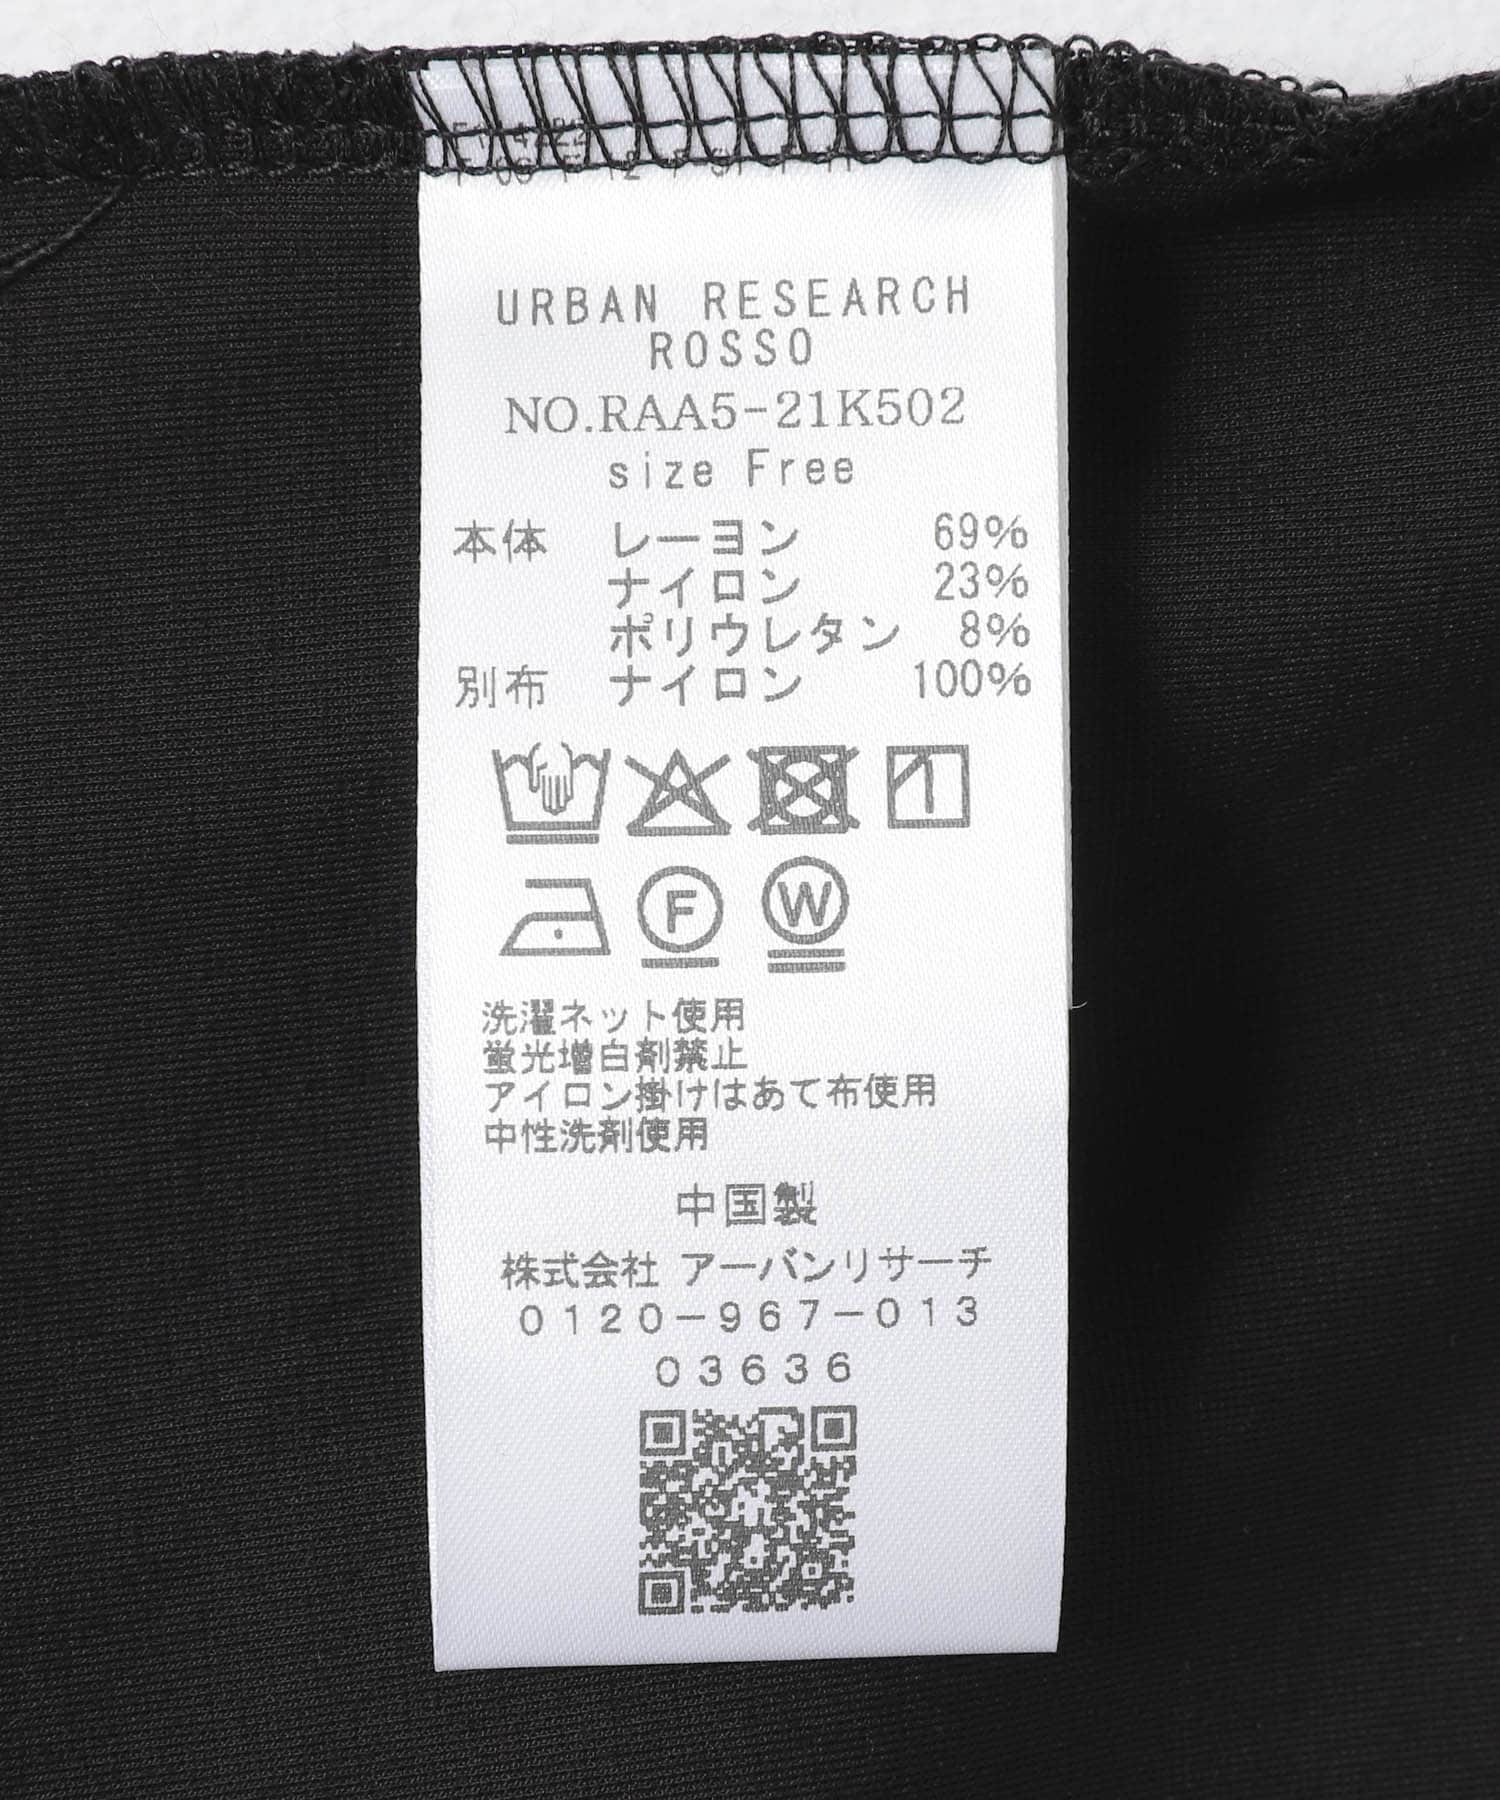 URBAN RESEARCH
ROSSO
NO.RAA5-21K502
size Free
本体 レーヨン 69%
ナイロン 23%
ポリウレタン 8%
別布 ナイロン 100%
F
W
洗濯ネット使用
蛍光増白剤禁止
アイロン掛けはあて布使用
中性洗剤使用
中国製
株式会社 アーバンリサーチ
0120-967-013
03636